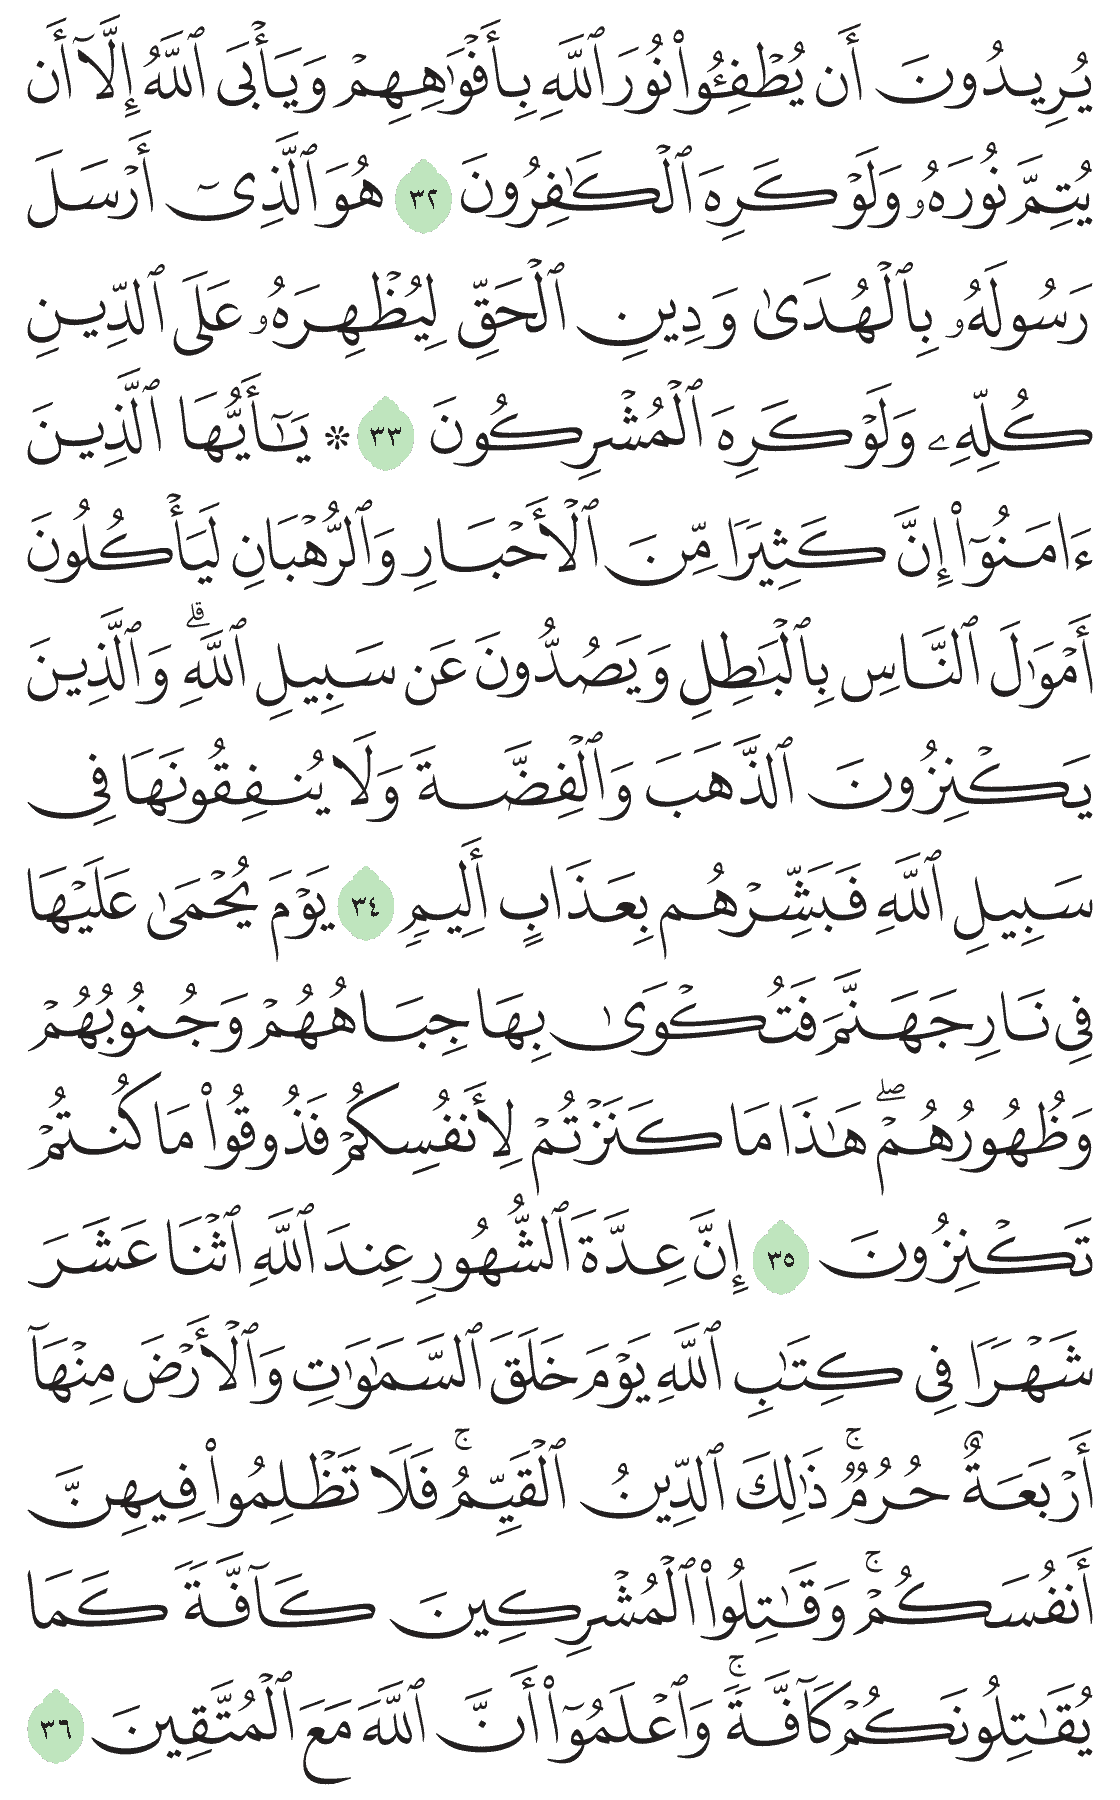 يُرِيدُونَ أَن يُطۡفِـُٔواْ نُورَ ٱللَّهِ بِأَفۡوَٰهِهِمۡ وَيَأۡبَى ٱللَّهُ إِلَّآ أَن
يُتِمَّ نُورَهُۥ وَلَوۡ كَرِهَ ٱلۡكَٰفِرُونَ ٣٢ هُوَ ٱلَّذِيٓ أَرۡسَلَ
رَسُولَهُۥ بِٱلۡهُدَىٰ وَدِينِ ٱلۡحَقِّ لِيُظۡهِرَهُۥ عَلَى ٱلدِّينِ
كُلِّهِۦ وَلَوۡ كَرِهَ ٱلۡمُشۡرِكُونَ ٣٣ ۞ يَٰٓأَيُّهَا ٱلَّذِينَ
ءَامَنُوٓاْ إِنَّ كَثِيرٗا مِّنَ ٱلۡأَحۡبَارِ وَٱلرُّهۡبَانِ لَيَأۡكُلُونَ
أَمۡوَٰلَ ٱلنَّاسِ بِٱلۡبَٰطِلِ وَيَصُدُّونَ عَن سَبِيلِ ٱللَّهِۗ وَٱلَّذِينَ
يَكۡنِزُونَ ٱلذَّهَبَ وَٱلۡفِضَّةَ وَلَا يُنفِقُونَهَا فِي
سَبِيلِ ٱللَّهِ فَبَشِّرۡهُم بِعَذَابٍ أَلِيمٖ ٣٤ يَوۡمَ يُحۡمَىٰ عَلَيۡهَا
فِي نَارِ جَهَنَّمَ فَتُكۡوَىٰ بِهَا جِبَاهُهُمۡ وَجُنُوبُهُمۡ
وَظُهُورُهُمۡۖ هَٰذَا مَا كَنَزۡتُمۡ لِأَنفُسِكُمۡ فَذُوقُواْ مَا كُنتُمۡ
تَكۡنِزُونَ ٣٥ إِنَّ عِدَّةَ ٱلشُّهُورِ عِندَ ٱللَّهِ ٱثۡنَا عَشَرَ
شَهۡرٗا فِي كِتَٰبِ ٱللَّهِ يَوۡمَ خَلَقَ ٱلسَّمَٰوَٰتِ وَٱلۡأَرۡضَ مِنۡهَآ
أَرۡبَعَةٌ حُرُمٞۚ ذَٰلِكَ ٱلدِّينُ ٱلۡقَيِّمُۚ فَلَا تَظۡلِمُواْ فِيهِنَّ
أَنفُسَكُمۡۚ وَقَٰتِلُواْ ٱلۡمُشۡرِكِينَ كَآفَّةٗ كَمَا
يُقَٰتِلُونَكُمۡ كَآفَّةٗۚ وَٱعۡلَمُوٓاْ أَنَّ ٱللَّهَ مَعَ ٱلۡمُتَّقِينَ ٣٦